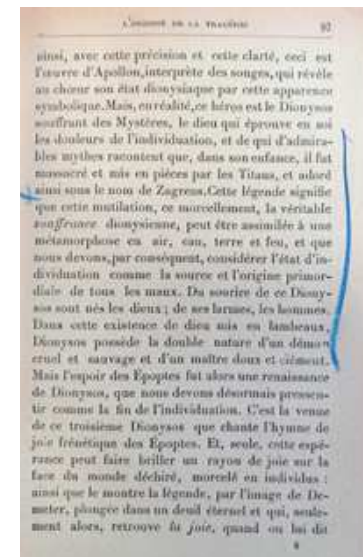 L'ORIGINE DE LA TRAGÉDIE 97
ainsi, avec cette précision et cette clarté, ceci est
l'œuvre d'Apollon, interprète des songes, qui révèle
au chœur son état dionysiaque par cette apparence
symbolique. Mais, en réalité, ce héros est le Dionysos
souffrant des Mystères, le dieu qui éprouve en soi
les douleurs de l'individuation, et de qui d'admira-
bles mythes racontent que, dans son enfance, il fut
massacré et mis en pièces par les Titans, et adoré
ainsi sous le nom de Zagreus. Cette légende signifie
que cette mutilation, ce morcellement, la véritable
souffrance dionysienne, peut être assimilée à une
métamorphose en air, eau, terre et feu, et que
nous devons, par conséquent, considérer l'état d'in-
dividuation comme la source et l'origine primor-
diale de tous les maux. Du sourire de ce Diony-
sos sont nés les dieux ; de ses larmes, les hommes.
Dans cette existence de dieu mis en lambeaux,
Dionysos possède la double nature d'un démon
cruel et sauvage et d'un maître doux et clément.
Mais l'espoir des Époptes fut alors une renaissance
de Dionysos, que nous devons désormais pressen-
tir comme la fin de l'individuation. C'est la venue
de ce troisième Dionysos que chante l'hymne de
joie frénétique des Époptes. Et, seule, cette espé-
rance peut faire briller un rayon de joie sur la
face du monde déchiré, morcelé en individus :
ainsi que le montre la légende, par l'image de De-
meter, plongée dans un deuil éternel et qui, seule-
ment alors, retrouve la joie, quand on lui dit